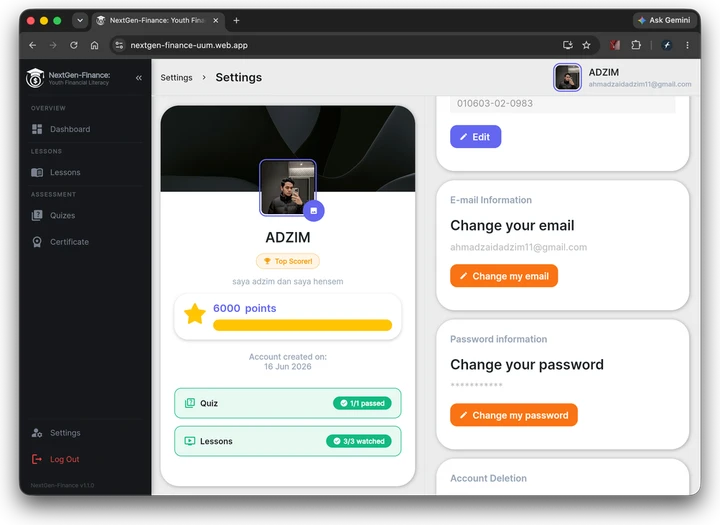 NextGen-Finance: Youth Fin
Ask Gemini
nextgen-finance-uum.web.app
NextGen-Finance:
Youth Financial Literacy
OVERVIEW
Dashboard
LESSONS
Lessons
ASSESSMENT
Quizes
Certificate
Settings
Log Out
NextGen-Finance v1.1.2
Settings > Settings
ADZIM
ahmadzaidadzim11@gmail.com
ADZIM
Top Scorer!
saya adzim dan saya hensem
6000 points
Account created on:
16 Jun 2026
Quiz
1/1 passed
Lessons
3/3 watched
010603-02-0983
Edit
E-mail Information
Change your email
ahmadzaidadzim11@gmail.com
Change my email
Password information
Change your password
***********
Change my password
Account Deletion